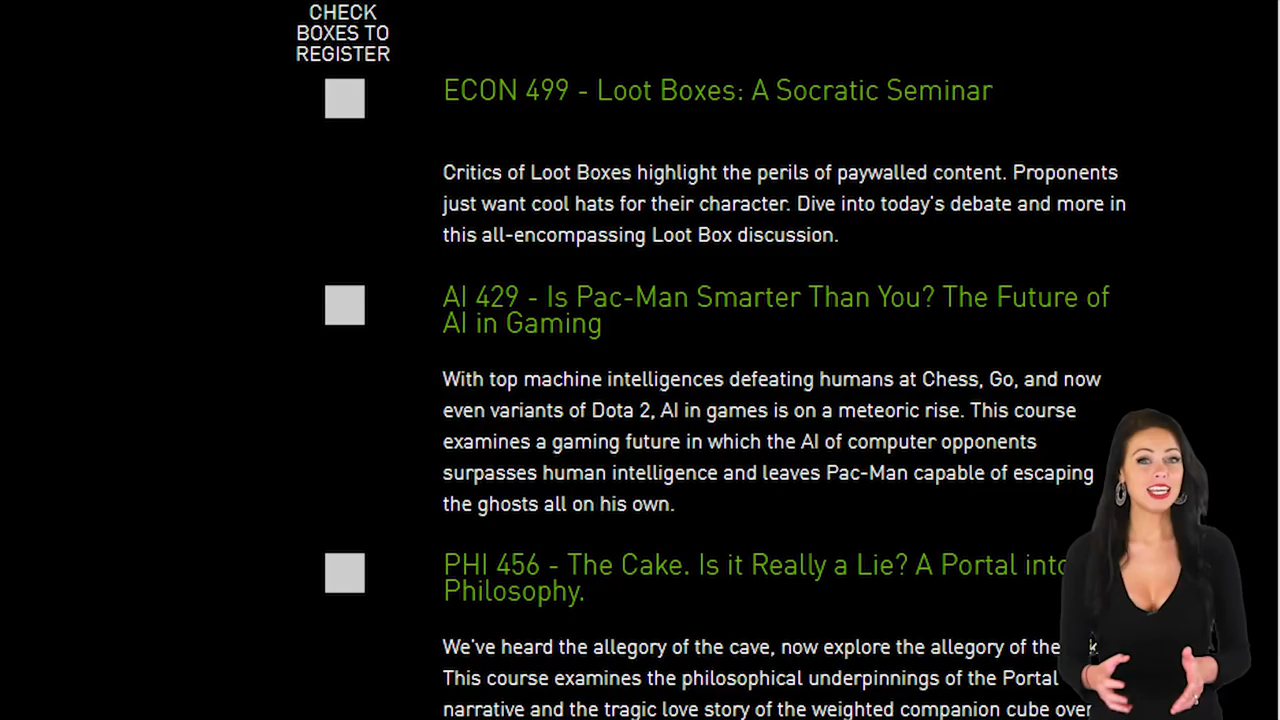 CHECK
BOXES TO
REGISTER
ECON 499 - Loot Boxes: A Socratic Seminar
Critics of Loot Boxes highlight the perils of paywalled content. Proponents
just want cool hats for their character. Dive into today's debate and more in
this all-encompassing Loot Box discussion.
AI 429 - Is Pac-Man Smarter Than You? The Future of
AI in Gaming
With top machine intelligences defeating humans at Chess, Go, and now
even variants of Dota 2, AI in games is on a meteoric rise. This course
examines a gaming future in which the AI of computer opponents
surpasses human intelligence and leaves Pac-Man capable of escaping
the ghosts all on his own.
PHI 456 - The Cake. Is it Really a Lie? A Portal into
Philosophy.
We've heard the allegory of the cave, now explore the allegory of the
This course examines the philosophical underpinnings of the Portal
narrative and the tragic love story of the weighted companion cube over